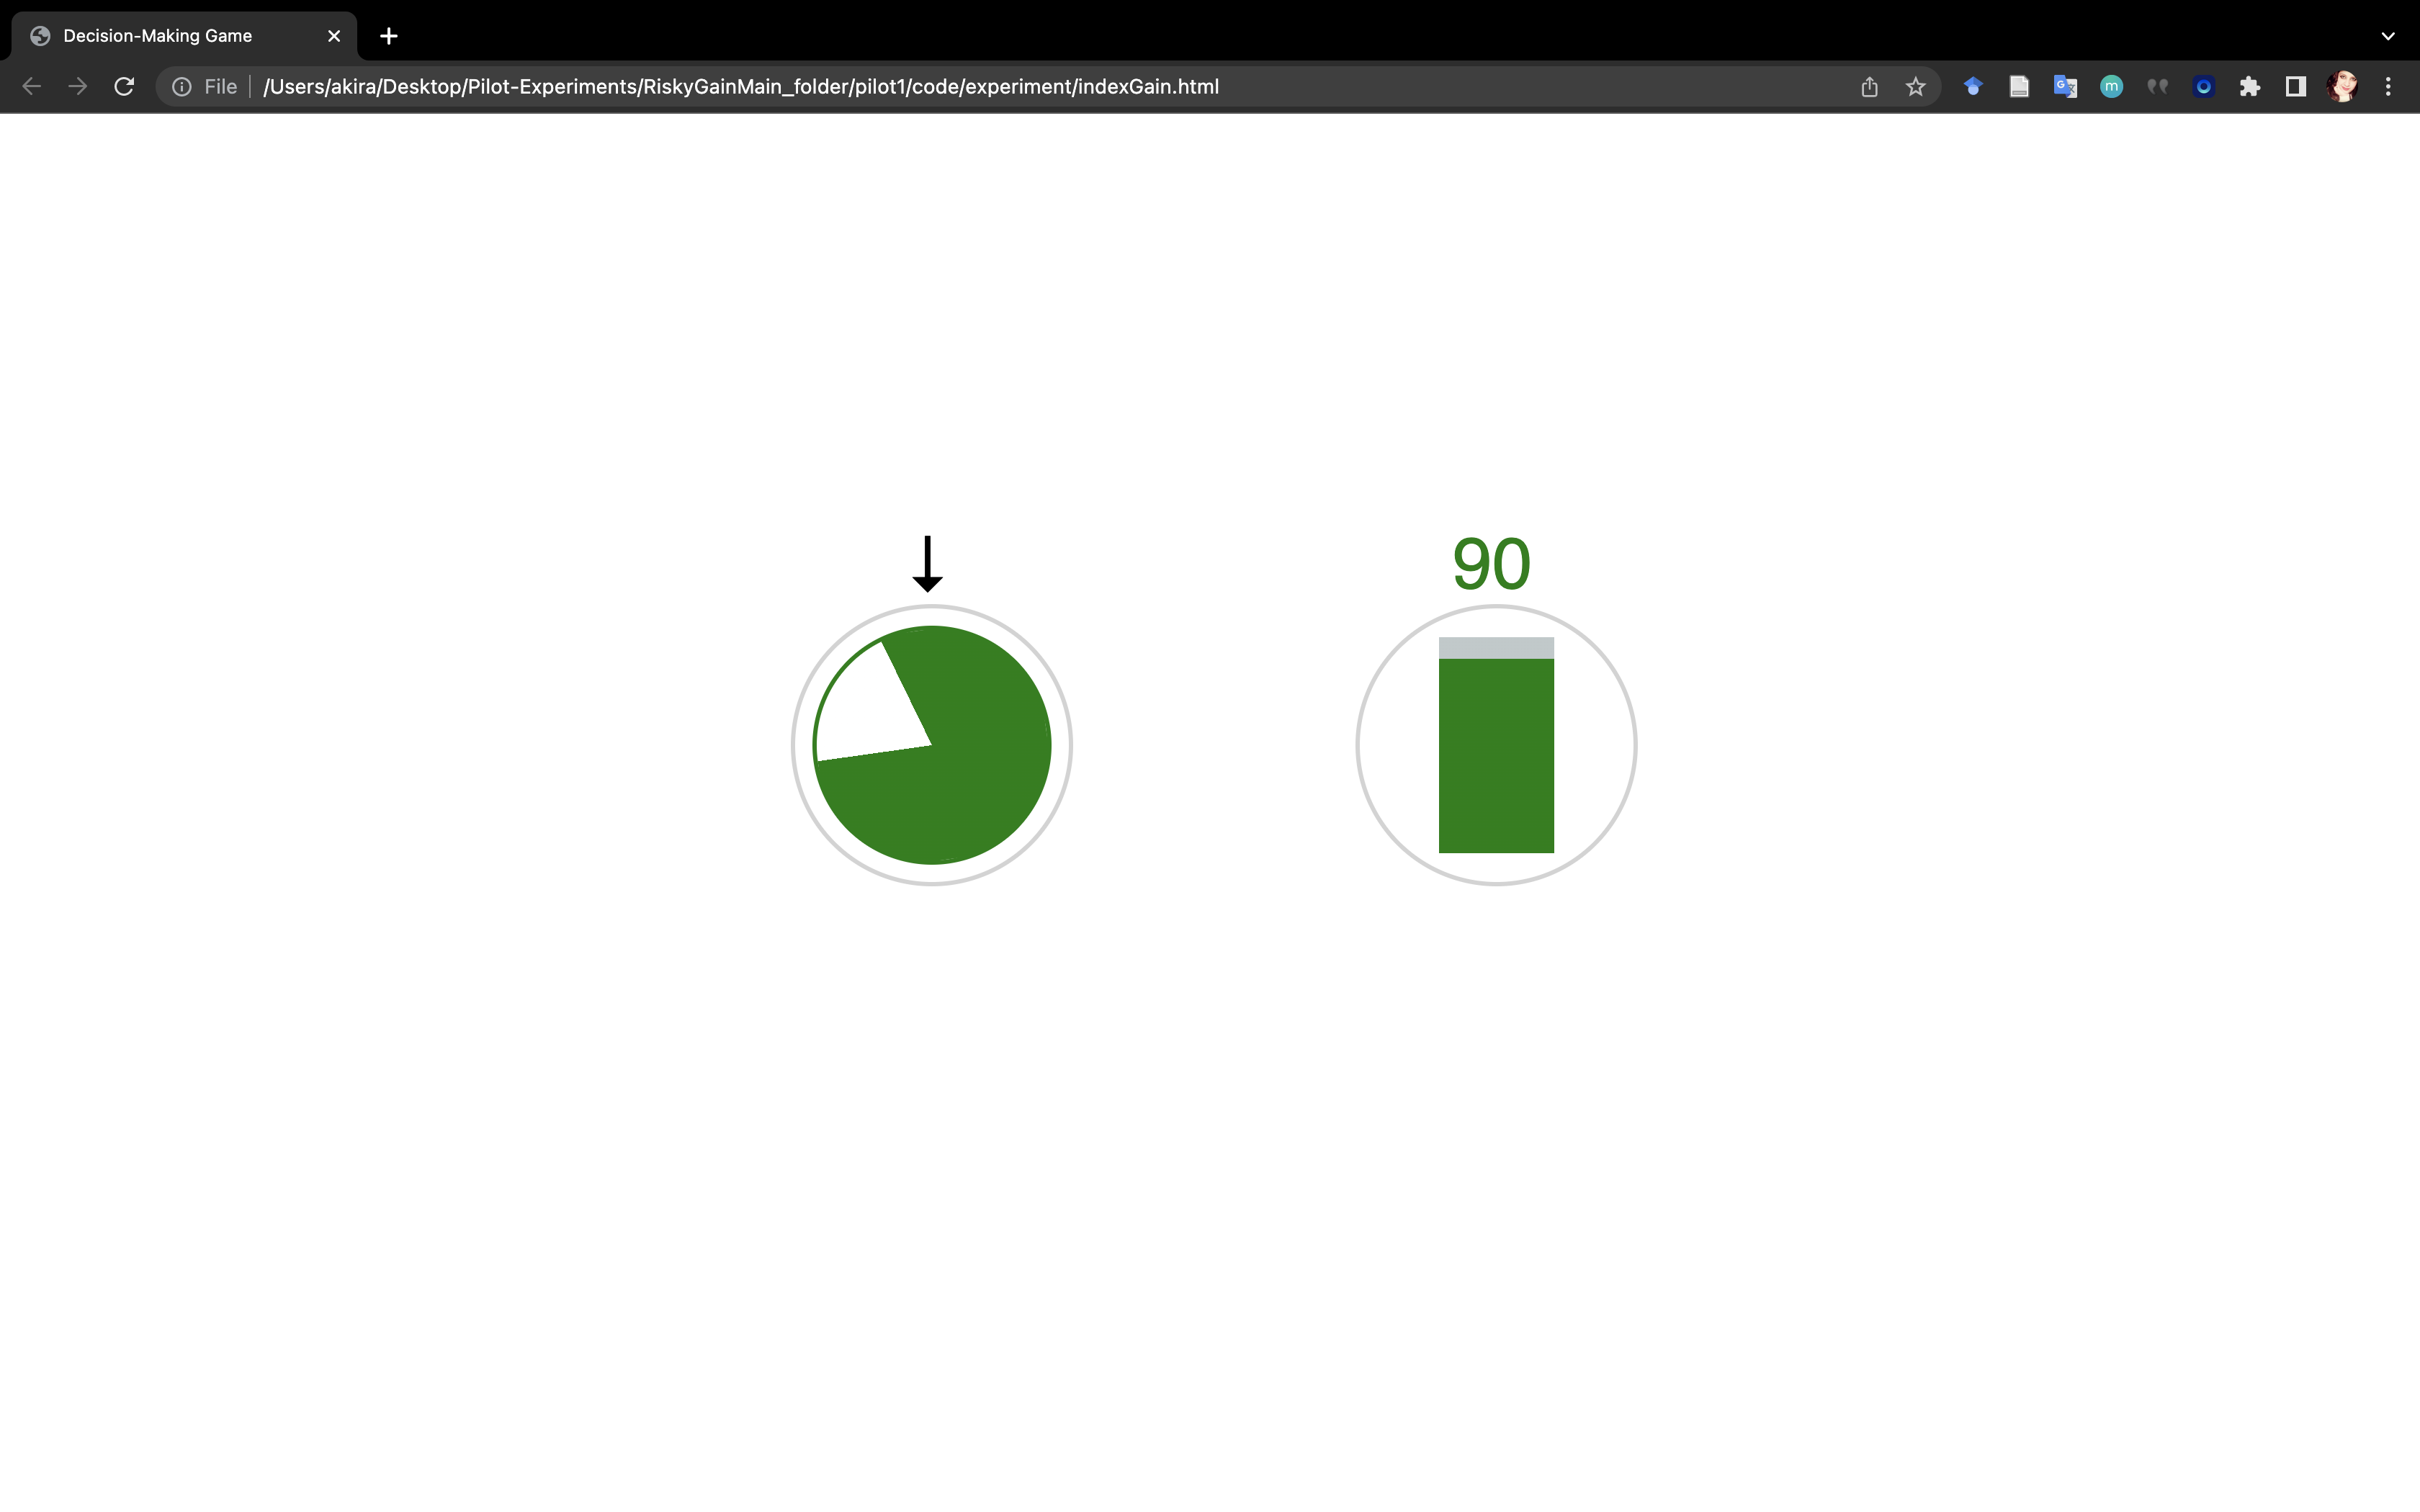 Decision-Making Game
File /Users/akira/Desktop/Pilot-Experiments/RiskyGainMain_folder/pilot1/code/experiment/indexGain.html
m
90